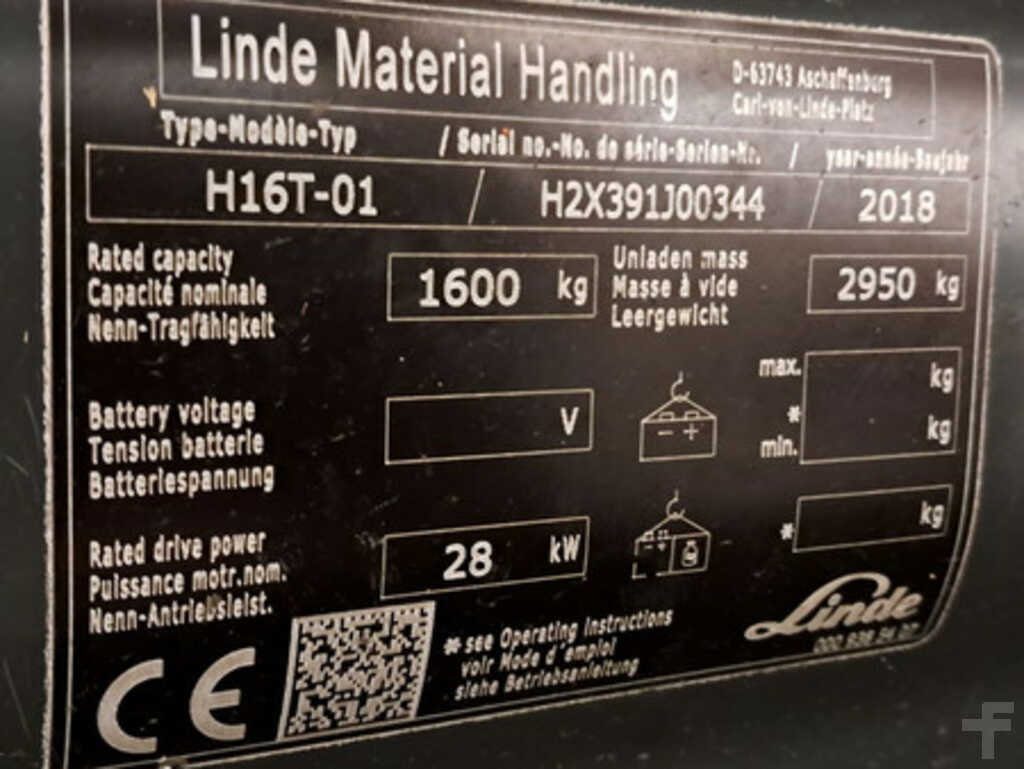 Linde Material Handling
D-63743 Aschaffenburg
Carl-von-Linde-Platz
Type-Modèle-Typ / Serial no.-No. de série-Serien-Nr. / year-année-Baujahr
H16T-01 / H2X391J00344 / 2018
Rated capacity
Capacité nominale
Nenn-Tragfähigkeit
1600 kg
Unladen mass
Masse à vide
Leergewicht
2950 kg
Battery voltage
Tension batterie
Batteriespannung
V
- +
max. kg
*
min. kg
Rated drive power
Puissance motr.nom.
Nenn-Antriebsleist.
28 kW
- +
* kg
CE
*see Operating Instructions
voir Mode d'emploi
siehe Betriebsanleitung
Linde